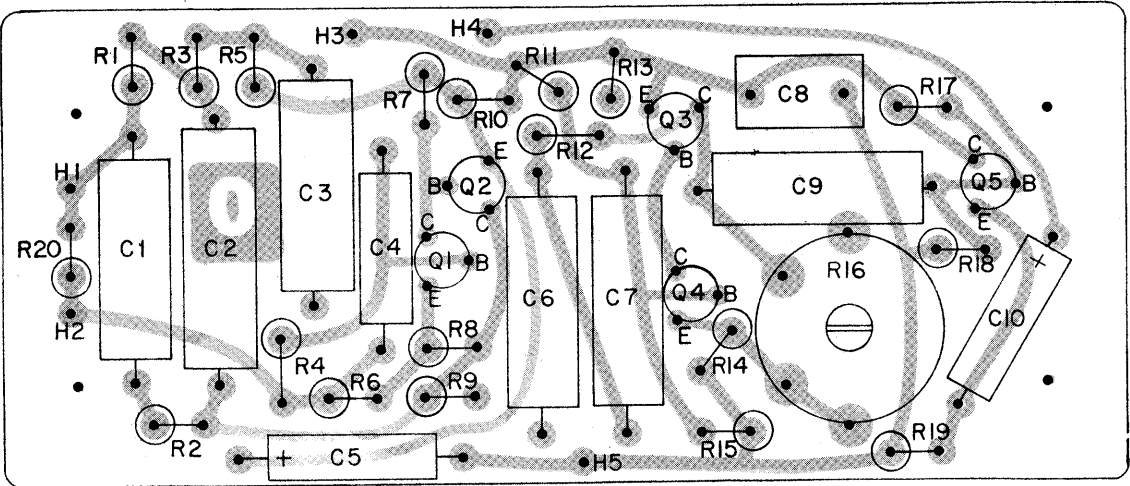 H3
H4
R1
R3
R5
R11
R13
R7
R10
E
Q3
C
C8
R17
R12
B
H1
E
B
Q2
C
C3
C9
C
Q5
B
E
R20
C1
C2
C4
C
Q1
B
E
C6
C7
C
Q4
B
E
R16
R18
+
C10
H2
R4
R8
R14
R6
R9
R2
+
C5
H5
R15
R19